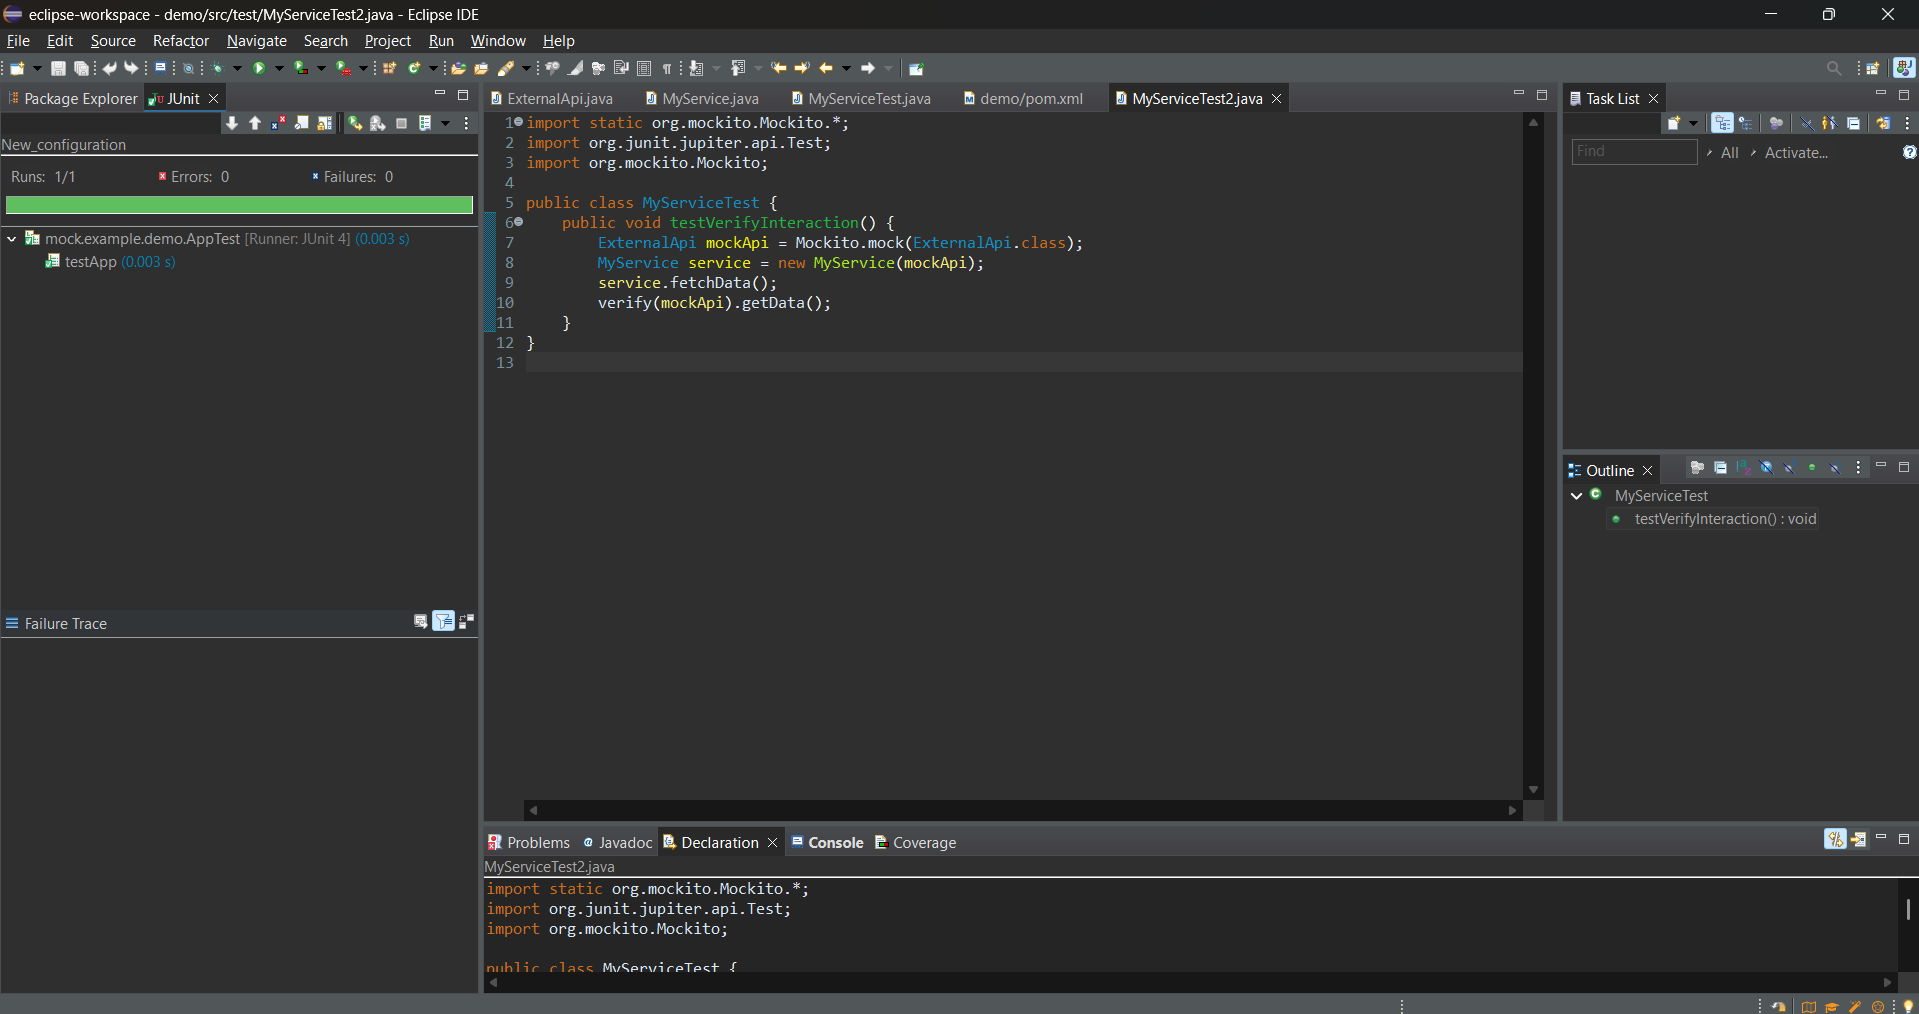 eclipse-workspace - demo/src/test/MyServiceTest2.java - Eclipse IDE
File Edit Source Refactor Navigate Search Project Run Window Help
Package Explorer JUnit
New_configuration
Runs: 1/1 Errors: 0 Failures: 0
mock.example.demo.AppTest [Runner: JUnit 4] (0.003 s)
testApp (0.003 s)
Failure Trace
ExternalApi.java MyService.java MyServiceTest.java demo/pom.xml MyServiceTest2.java
1 import static org.mockito.Mockito.*;
2 import org.junit.jupiter.api.Test;
3 import org.mockito.Mockito;
4
5 public class MyServiceTest {
6 public void testVerifyInteraction() {
7 ExternalApi mockApi = Mockito.mock(ExternalApi.class);
8 MyService service = new MyService(mockApi);
9 service.fetchData();
10 verify(mockApi).getData();
11 }
12 }
13
Task List
Find All Activate...
Outline
MyServiceTest
testVerifyInteraction() : void
Problems Javadoc Declaration Console Coverage
MyServiceTest2.java
import static org.mockito.Mockito.*;
import org.junit.jupiter.api.Test;
import org.mockito.Mockito;
public class MyServiceTest {